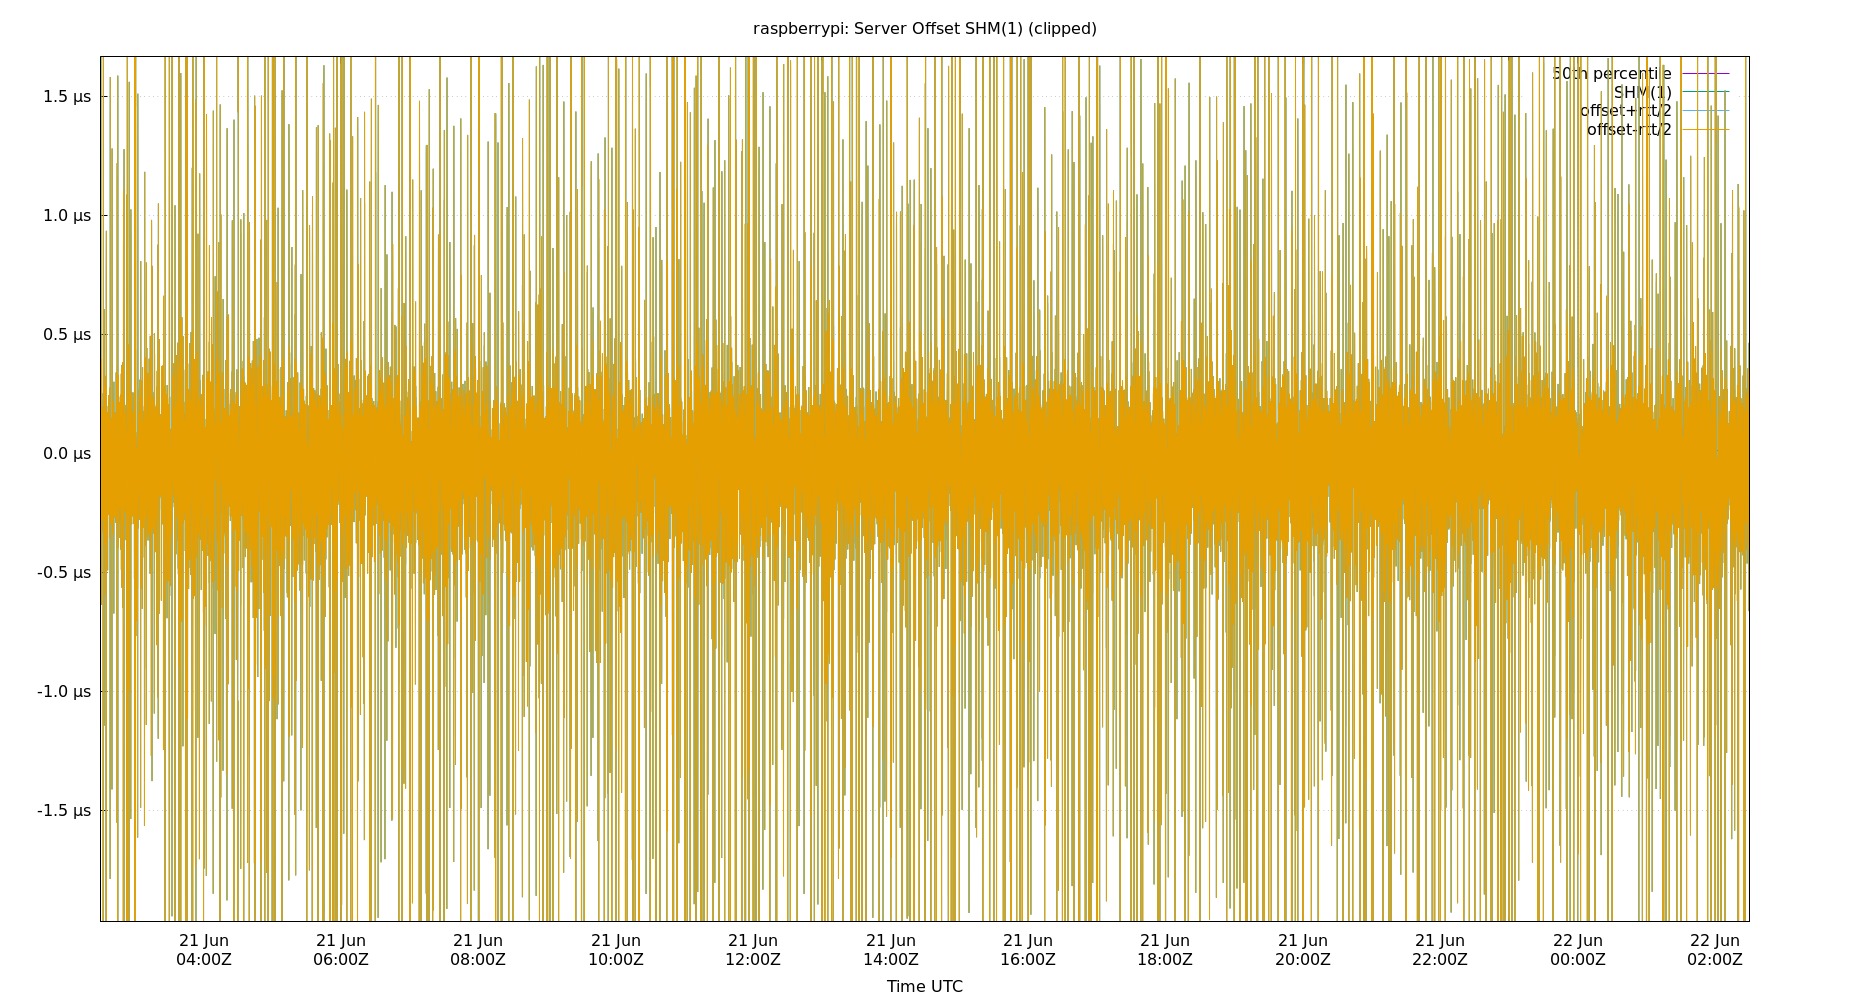 raspberrypi: Server Offset SHM(1) (clipped)
50th percentile
SHM(1)
offset+rtt/2
offset-rtt/2
1.5 µs
1.0 µs
0.5 µs
0.0 µs
-0.5 µs
-1.0 µs
-1.5 µs
21 Jun 21 Jun 21 Jun 21 Jun 21 Jun 21 Jun 21 Jun 21 Jun 21 Jun 21 Jun 22 Jun 22 Jun
04:00Z 06:00Z 08:00Z 10:00Z 12:00Z 14:00Z 16:00Z 18:00Z 20:00Z 22:00Z 00:00Z 02:00Z
Time UTC